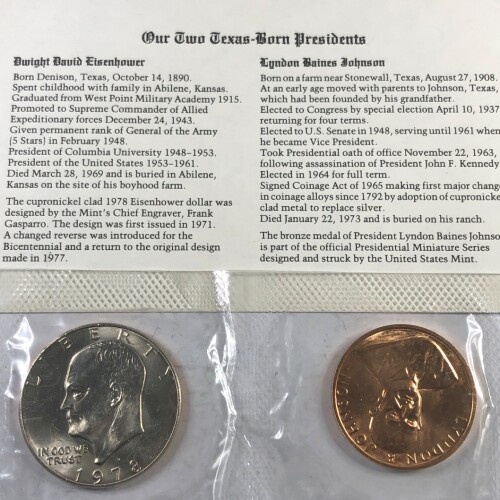 Our Two Texas-Born Presidents
Dwight David Eisenhower
Born Denison, Texas, October 14, 1890.
Spent childhood with family in Abilene, Kansas.
Graduated from West Point Military Academy 1915.
Promoted to Supreme Commander of Allied
Expeditionary forces December 24, 1943.
Given permanent rank of General of the Army
(5 Stars) in February 1948.
President of Columbia University 1948–1953.
President of the United States 1953–1961.
Died March 28, 1969 and is buried in Abilene,
Kansas on the site of his boyhood farm.
The cupronickel clad 1978 Eisenhower dollar was
designed by the Mint's Chief Engraver, Frank
Gasparro. The design was first issued in 1971.
A changed reverse was introduced for the
Bicentennial and a return to the original design
made in 1977.
Lyndon Baines Johnson
Born on a farm near Stonewall, Texas, August 27, 1908.
At an early age moved with parents to Johnson, Texas,
which had been founded by his grandfather.
Elected to Congress by special election April 10, 1937
returning for four terms.
Elected to U.S. Senate in 1948, serving until 1961 when
he became Vice President.
Took Presidential oath of office November 22, 1963,
following assassination of President John F. Kennedy
Elected in 1964 for full term.
Signed Coinage Act of 1965 making first major change
in coinage alloys since 1792 by adoption of cupronickel
clad metal to replace silver.
Died January 22, 1973 and is buried on his ranch.
The bronze medal of President Lyndon Baines Johnso
is part of the official Presidential Miniature Series
designed and struck by the United States Mint.
LIBERTY
IN GOD WE
TRUST
1978
LYNDON B. JOHNSON